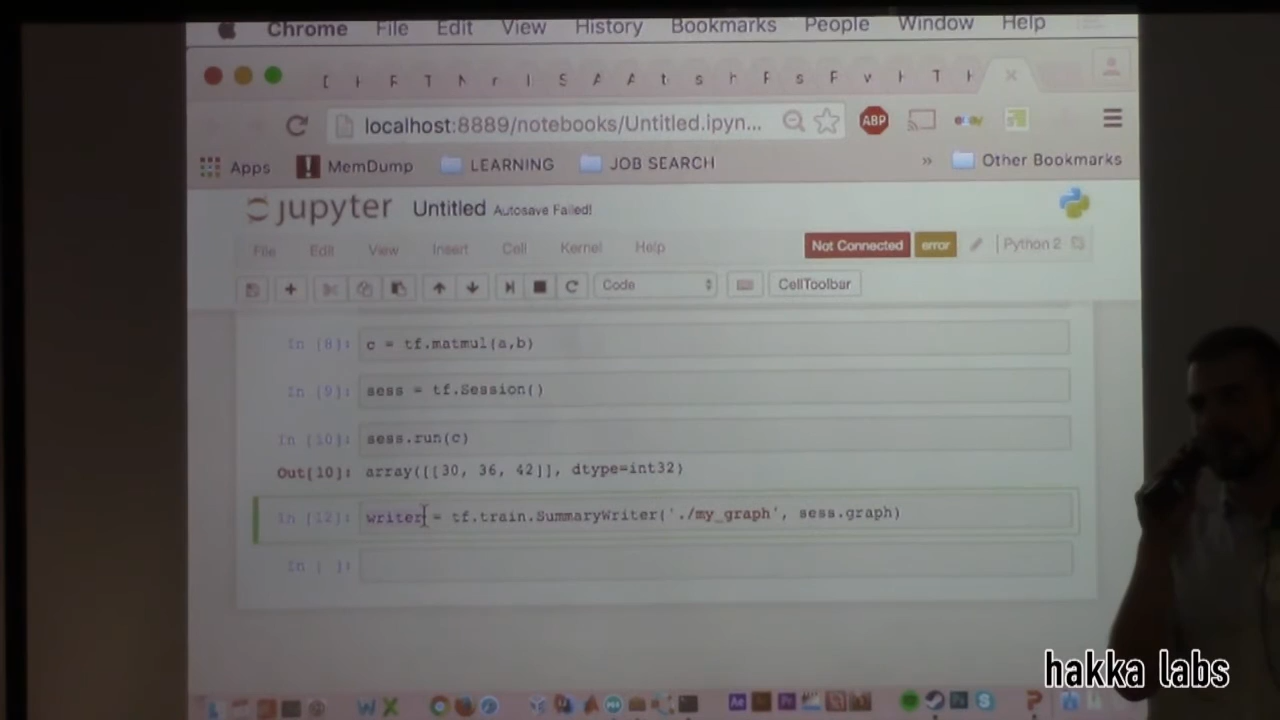 Chrome File Edit View History Bookmarks People Window Help
localhost:8889/notebooks/Untitled.ipyn...
ABP
Apps MemDump LEARNING JOB SEARCH » Other Bookmarks
jupyter Untitled Autosave Failed!
File Edit View Insert Cell Kernel Help Not Connected error Python 2
Code CellToolbar
In [8]: c = tf.matmul(a,b)
In [9]: sess = tf.Session()
In [10]: sess.run(c)
Out[10]: array([[30, 36, 42]], dtype=int32)
In [12]: writer = tf.train.SummaryWriter('./my_graph', sess.graph)
In [ ]:
hakka labs